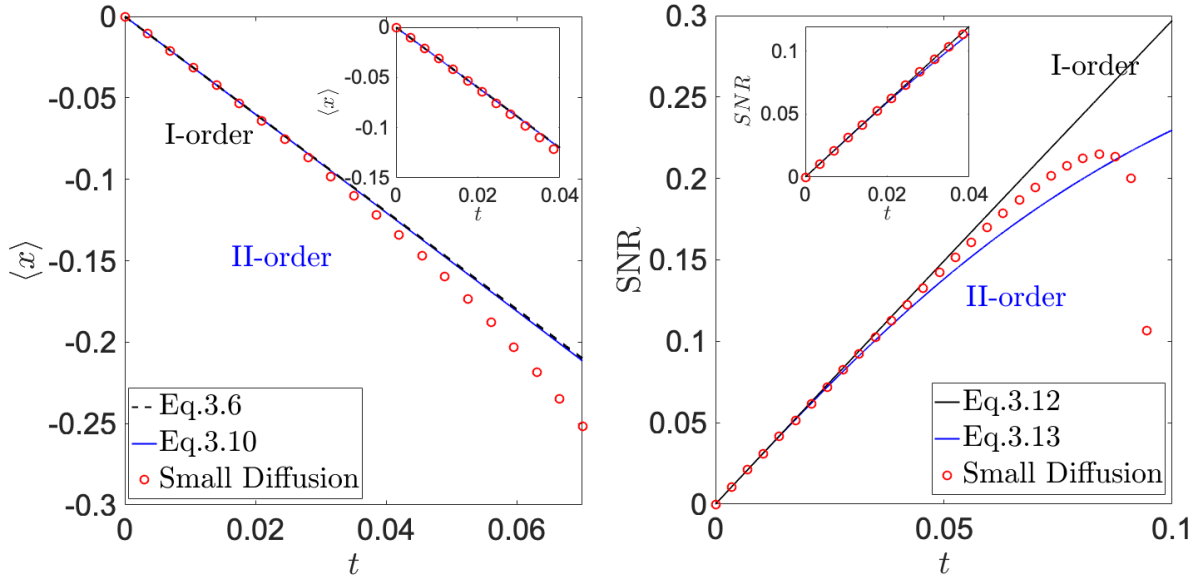 0
-0.05
-0.1
-0.15
-0.2
-0.25
-0.3
0
0.02
0.04
0.06
t
⟨x⟩
I-order
II-order
Eq.3.6
Eq.3.10
Small Diffusion
0
-0.05
-0.1
-0.15
0
0.02
0.04
t
⟨x⟩
0.3
0.25
0.2
0.15
0.1
0.05
0
0
0.05
0.1
t
SNR
I-order
II-order
Eq.3.12
Eq.3.13
Small Diffusion
0.1
0.05
0
0
0.02
0.04
t
SNR